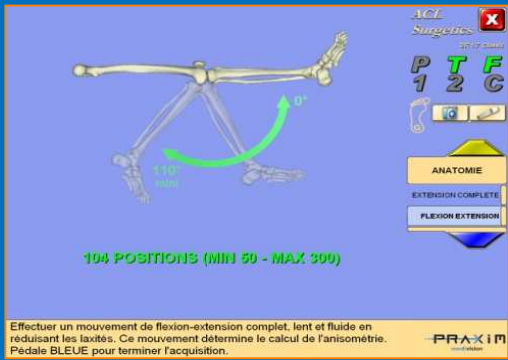 ACL
Surgetics
P T F
1 2 C
ANATOMIE
EXTENSION COMPLETE
FLEXION EXTENSION
0°
110°
mini
104 POSITIONS (MIN 50 - MAX 300)
Effectuer un mouvement de flexion-extension complet, lent et fluide en
réduisant les laxités. Ce mouvement détermine le calcul de l'anisométrie.
Pédale BLEUE pour terminer l'acquisition.
PRAXIM